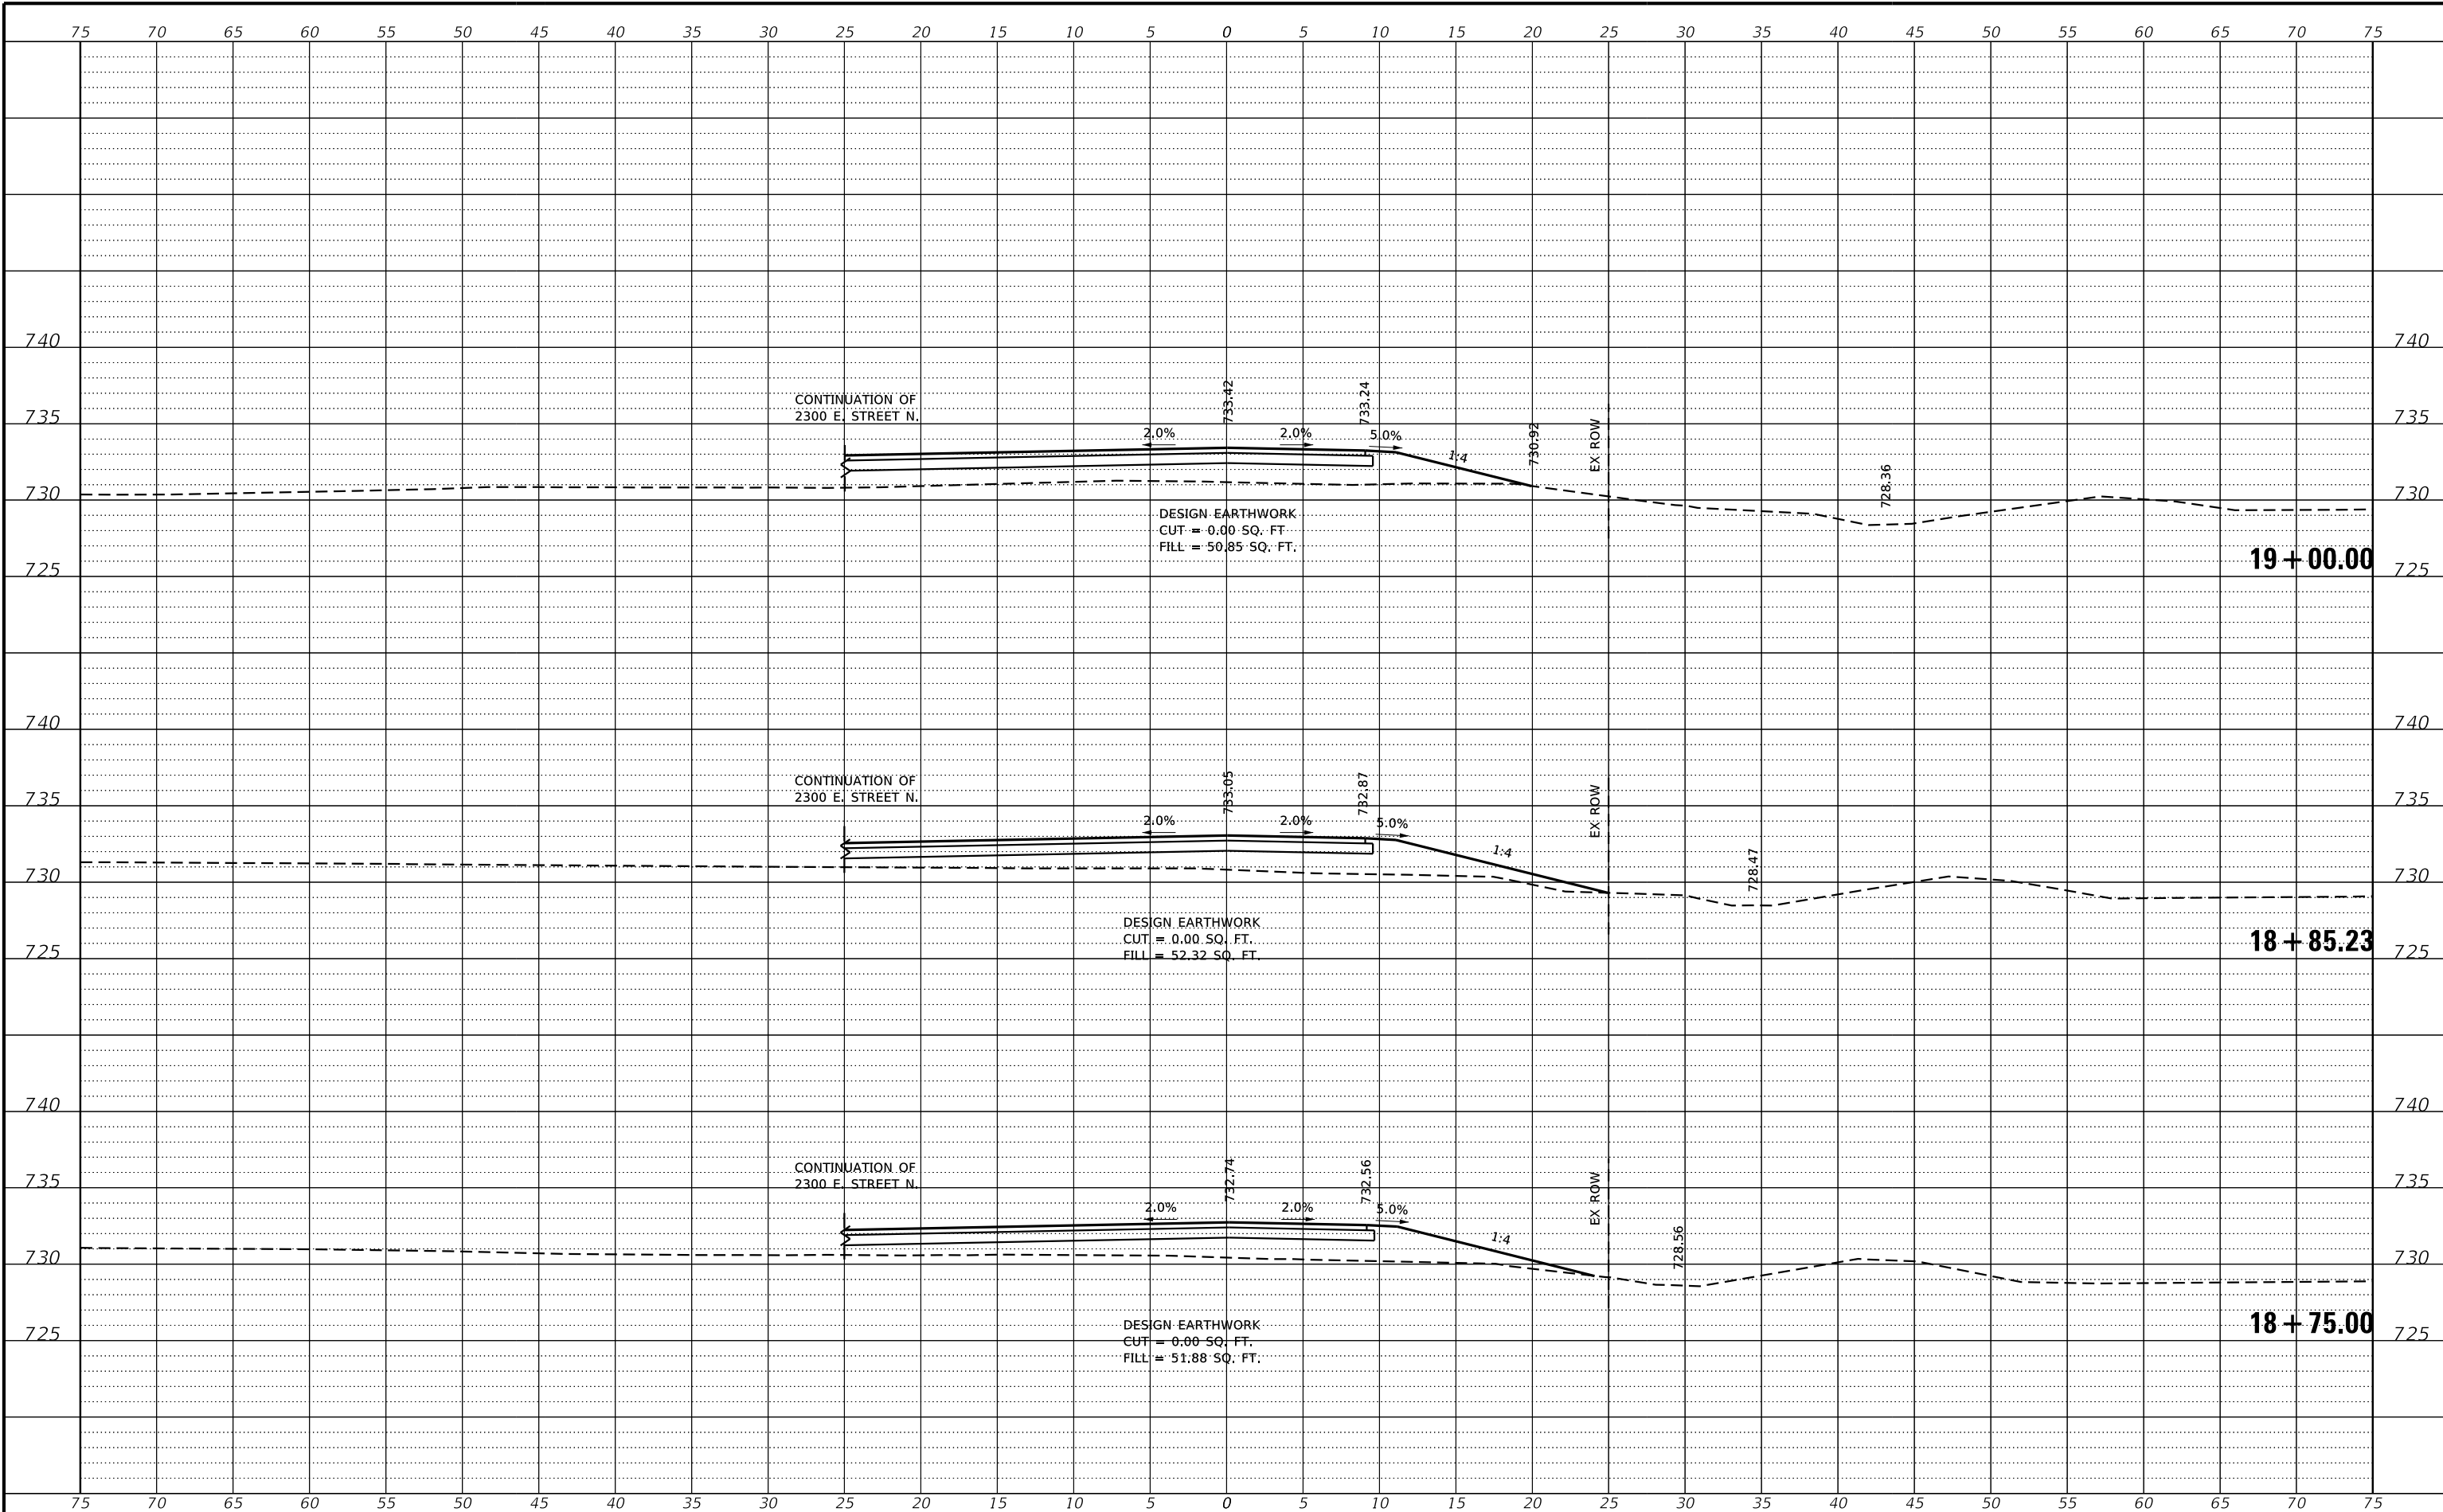 75 70 65 60 55 50 45 40 35 30 25 20 15 10 5 0 5 10 15 20 25 30 35 40 45 50 55 60 65 70 75
740 740
CONTINUATION OF
2300 E. STREET N.
733.42
733.24
730.92
EX ROW
728.36
735 735
2.0% 2.0% 5.0%
1:4
730 730
DESIGN EARTHWORK
CUT = 0.00 SQ. FT
FILL = 50.85 SQ. FT.
19+00.00
725 725
740 740
CONTINUATION OF
2300 E. STREET N.
733.05
732.87
EX ROW
728.47
735 735
2.0% 2.0% 5.0%
1:4
730 730
DESIGN EARTHWORK
CUT = 0.00 SQ. FT.
FILL = 52.32 SQ. FT.
18+85.23
725 725
740 740
CONTINUATION OF
2300 E. STREET N.
732.74
732.56
EX ROW
728.56
735 735
2.0% 2.0% 5.0%
1:4
730 730
DESIGN EARTHWORK
CUT = 0.00 SQ. FT.
FILL = 51.88 SQ. FT.
18+75.00
725 725
75 70 65 60 55 50 45 40 35 30 25 20 15 10 5 0 5 10 15 20 25 30 35 40 45 50 55 60 65 70 75